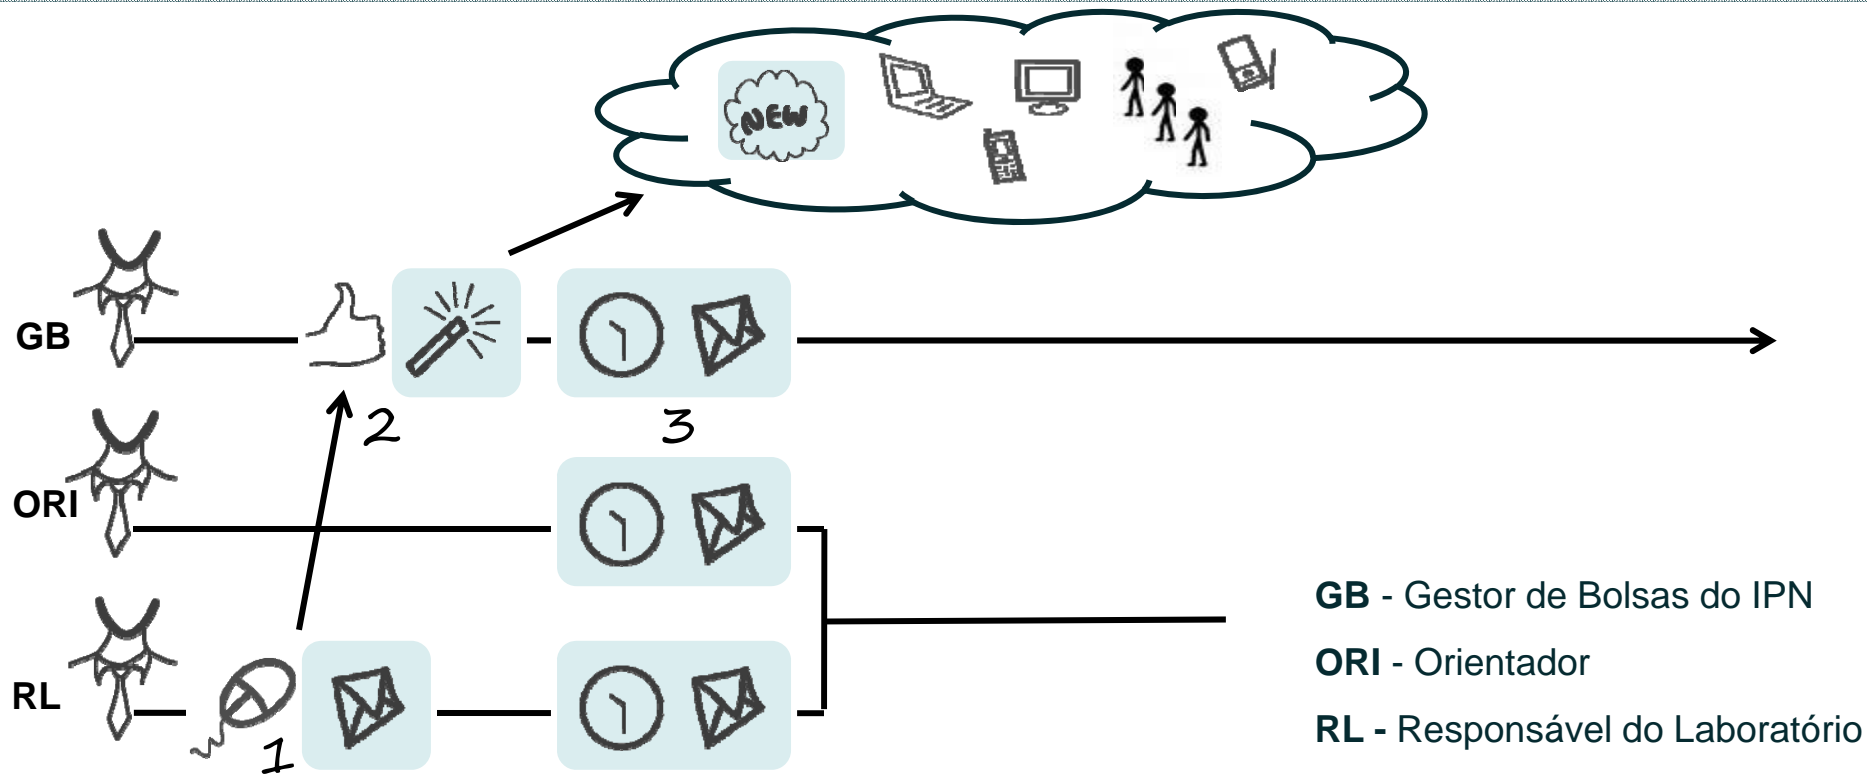 NEW
GB
2
3
ORI
RL
1
GB - Gestor de Bolsas do IPN
ORI - Orientador
RL - Responsável do Laboratório